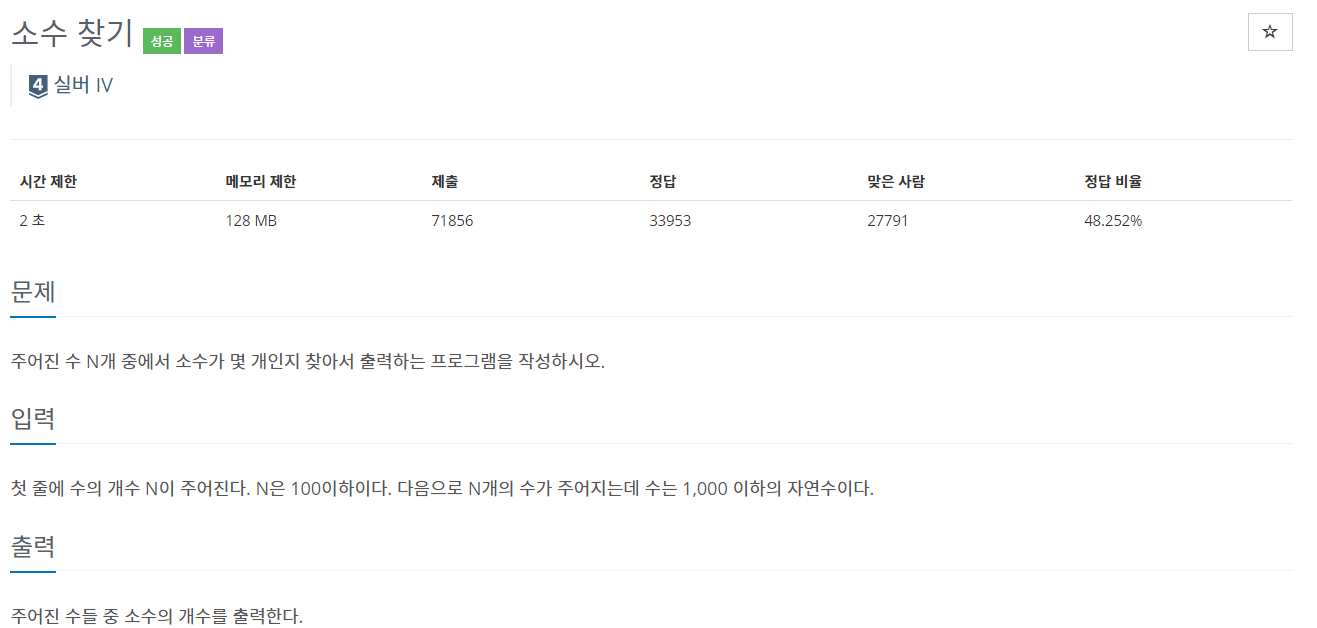 소수 찾기 성공 분류
☆
4 실버 IV
시간 제한 메모리 제한 제출 정답 맞은 사람 정답 비율
2 초 128 MB 71856 33953 27791 48.252%
문제
주어진 수 N개 중에서 소수가 몇 개인지 찾아서 출력하는 프로그램을 작성하시오.
입력
첫 줄에 수의 개수 N이 주어진다. N은 100이하이다. 다음으로 N개의 수가 주어지는데 수는 1,000 이하의 자연수이다.
출력
주어진 수들 중 소수의 개수를 출력한다.